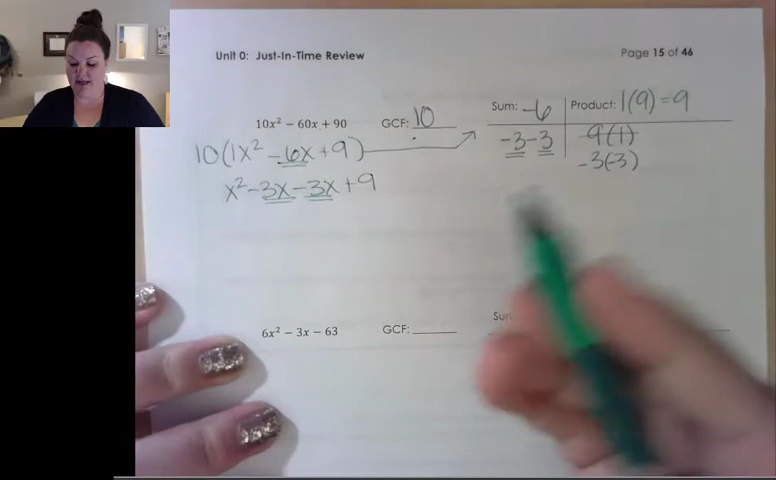 Unit 0: Just-In-Time Review
Page 15 of 46
10x² − 60x + 90
GCF: 10
Sum: -6
Product: 1(9) = 9
10(1x² - 6x + 9)
-3 -3
9(1)
-3(-3)
x² - 3x - 3x + 9
6x² − 3x − 63
GCF: ______